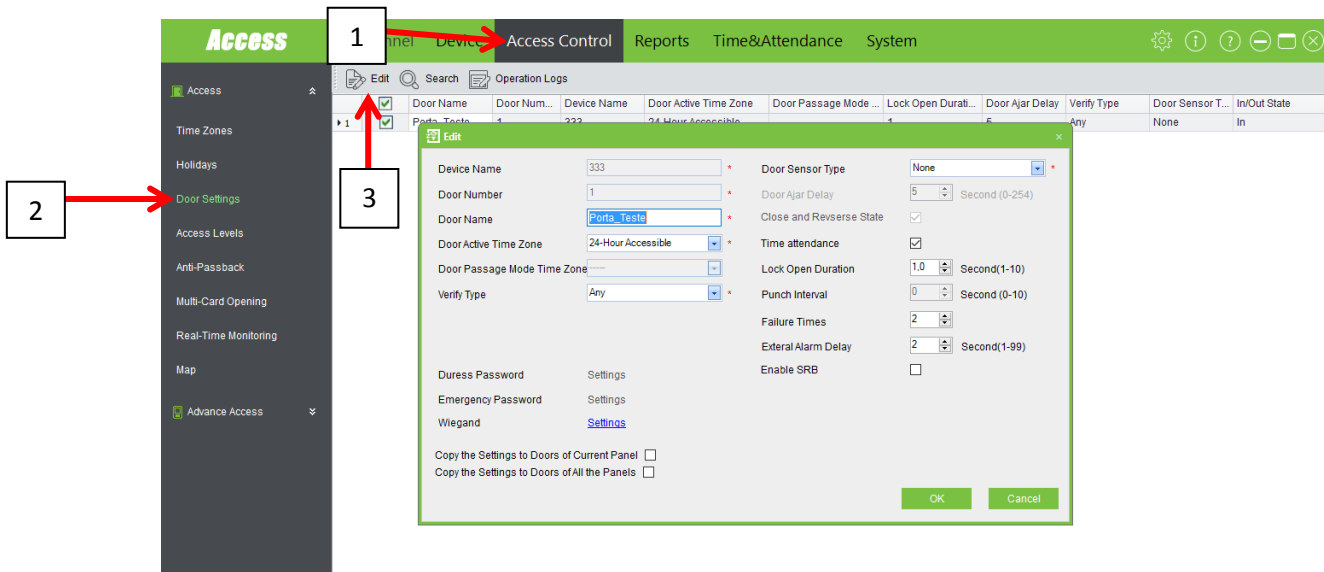 1
Access
Device Access Control Reports Time&Attendance System
Access
Edit Search Operation Logs
Door Name Door Num... Device Name Door Active Time Zone Door Passage Mode ... Lock Open Durati... Door Ajar Delay Verify Type Door Sensor T... In/Out State
1 Porta_Teste 1 333 24-Hour Accessible 1 5 Any None In
Time Zones
Holidays
Door Settings
Access Levels
Anti-Passback
Multi-Card Opening
Real-Time Monitoring
Map
Advance Access
2
3
Edit
Device Name 333 * Door Sensor Type None *
Door Number 1 * Door Ajar Delay 5 Second (0-254)
Door Name Porta_Teste * Close and Revserse State
Door Active Time Zone 24-Hour Accessible * Time attendance
Door Passage Mode Time Zone ----- Lock Open Duration 1,0 Second(1-10)
Verify Type Any * Punch Interval 0 Second (0-10)
Failure Times 2
Exteral Alarm Delay 2 Second(1-99)
Duress Password Settings Enable SRB
Emergency Password Settings
Wiegand Settings
Copy the Settings to Doors of Current Panel
Copy the Settings to Doors of All the Panels
OK Cancel